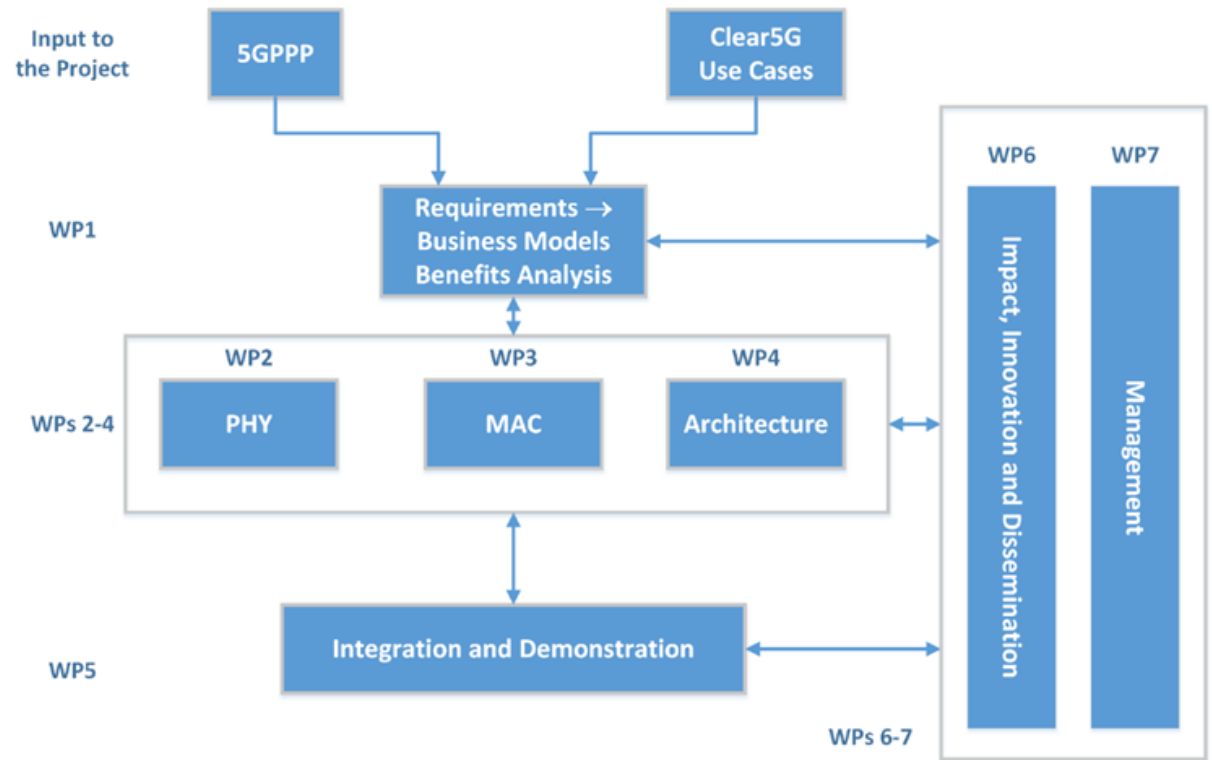 Input to
the Project
5GPPP
Clear5G
Use Cases
WP6
WP7
WP1
Requirements →
Business Models
Benefits Analysis
WP2
WP3
WP4
WPs 2-4
PHY
MAC
Architecture
Impact, Innovation and Dissemination
Management
Integration and Demonstration
WP5
WPs 6-7